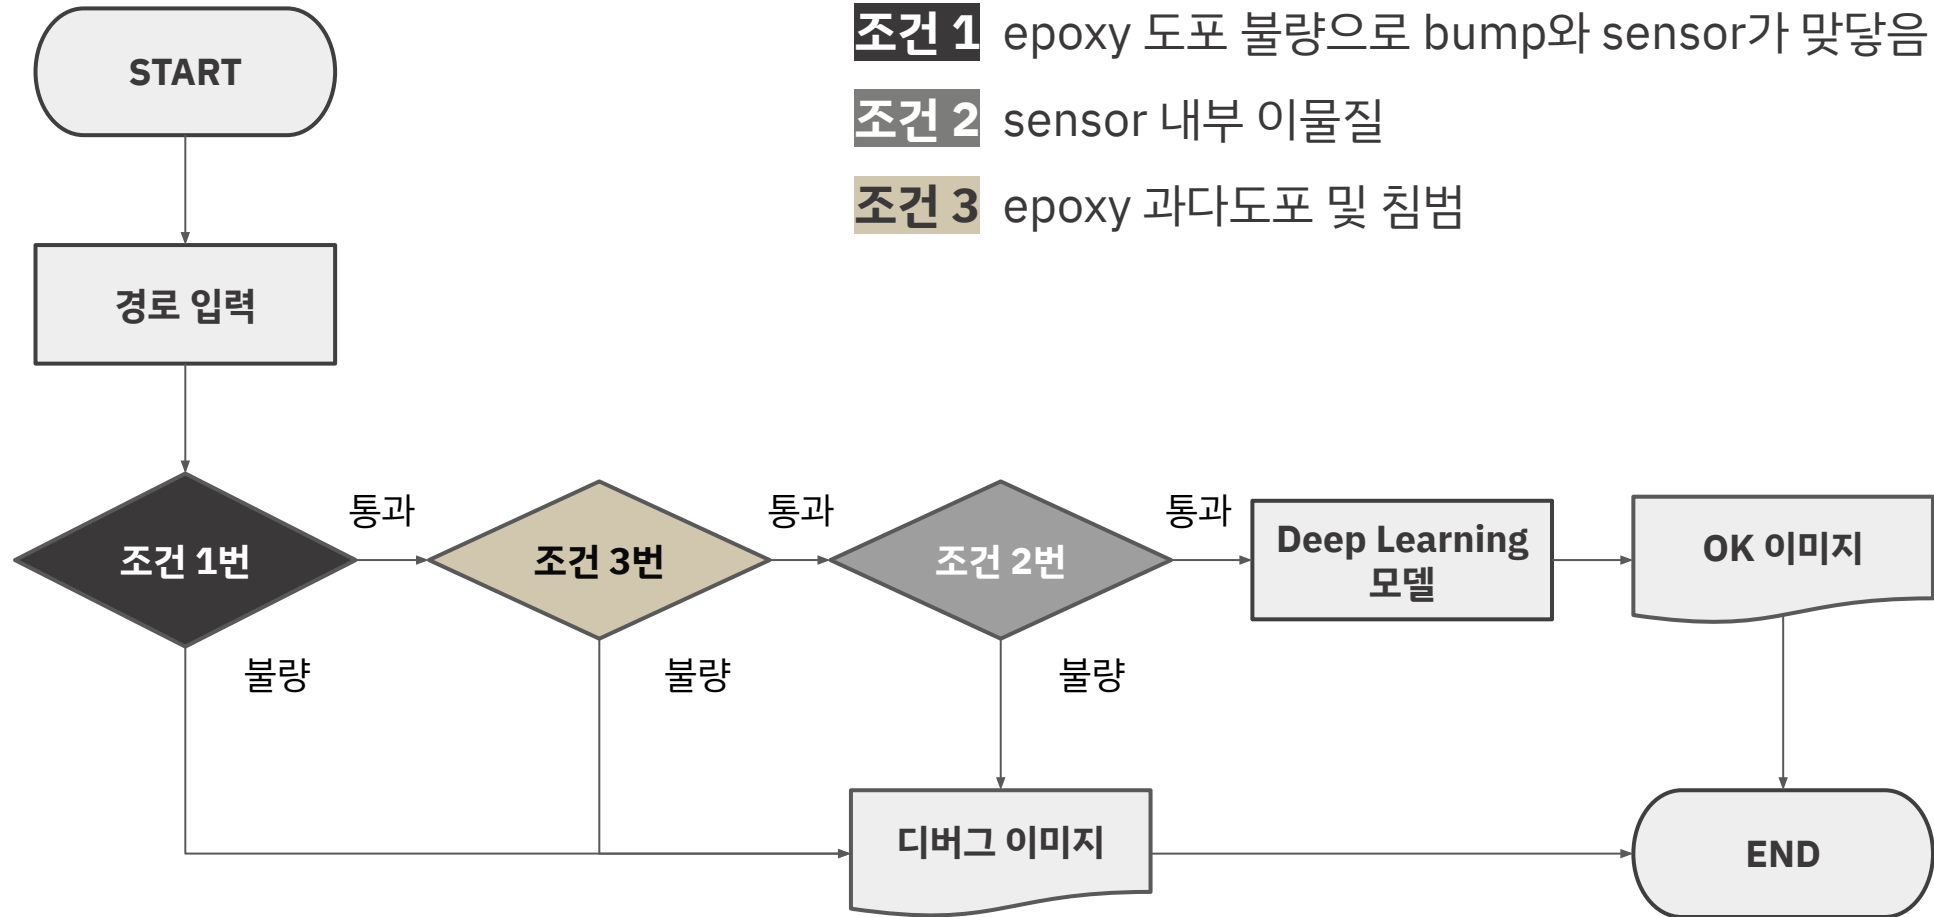 START
조건 1 epoxy 도포 불량으로 bump와 sensor가 맞닿음
조건 2 sensor 내부 이물질
조건 3 epoxy 과다도포 및 침범
경로 입력
조건 1번
통과
조건 3번
통과
조건 2번
통과
Deep Learning
모델
OK 이미지
불량
불량
불량
디버그 이미지
END